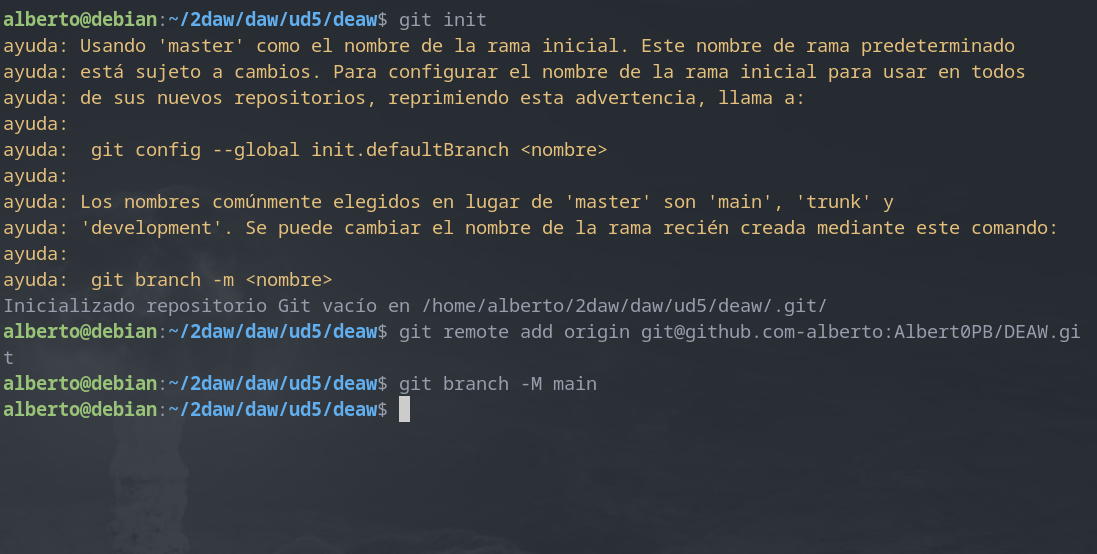 alberto@debian:~/2daw/daw/ud5/deaw$ git init
ayuda: Usando 'master' como el nombre de la rama inicial. Este nombre de rama predeterminado
ayuda: está sujeto a cambios. Para configurar el nombre de la rama inicial para usar en todos
ayuda: de sus nuevos repositorios, reprimiendo esta advertencia, llama a:
ayuda:
ayuda:  git config --global init.defaultBranch <nombre>
ayuda:
ayuda: Los nombres comúnmente elegidos en lugar de 'master' son 'main', 'trunk' y
ayuda: 'development'. Se puede cambiar el nombre de la rama recién creada mediante este comando:
ayuda:
ayuda:  git branch -m <nombre>
Inicializado repositorio Git vacío en /home/alberto/2daw/daw/ud5/deaw/.git/
alberto@debian:~/2daw/daw/ud5/deaw$ git remote add origin git@github.com-alberto:Albert0PB/DEAW.gi
t
alberto@debian:~/2daw/daw/ud5/deaw$ git branch -M main
alberto@debian:~/2daw/daw/ud5/deaw$